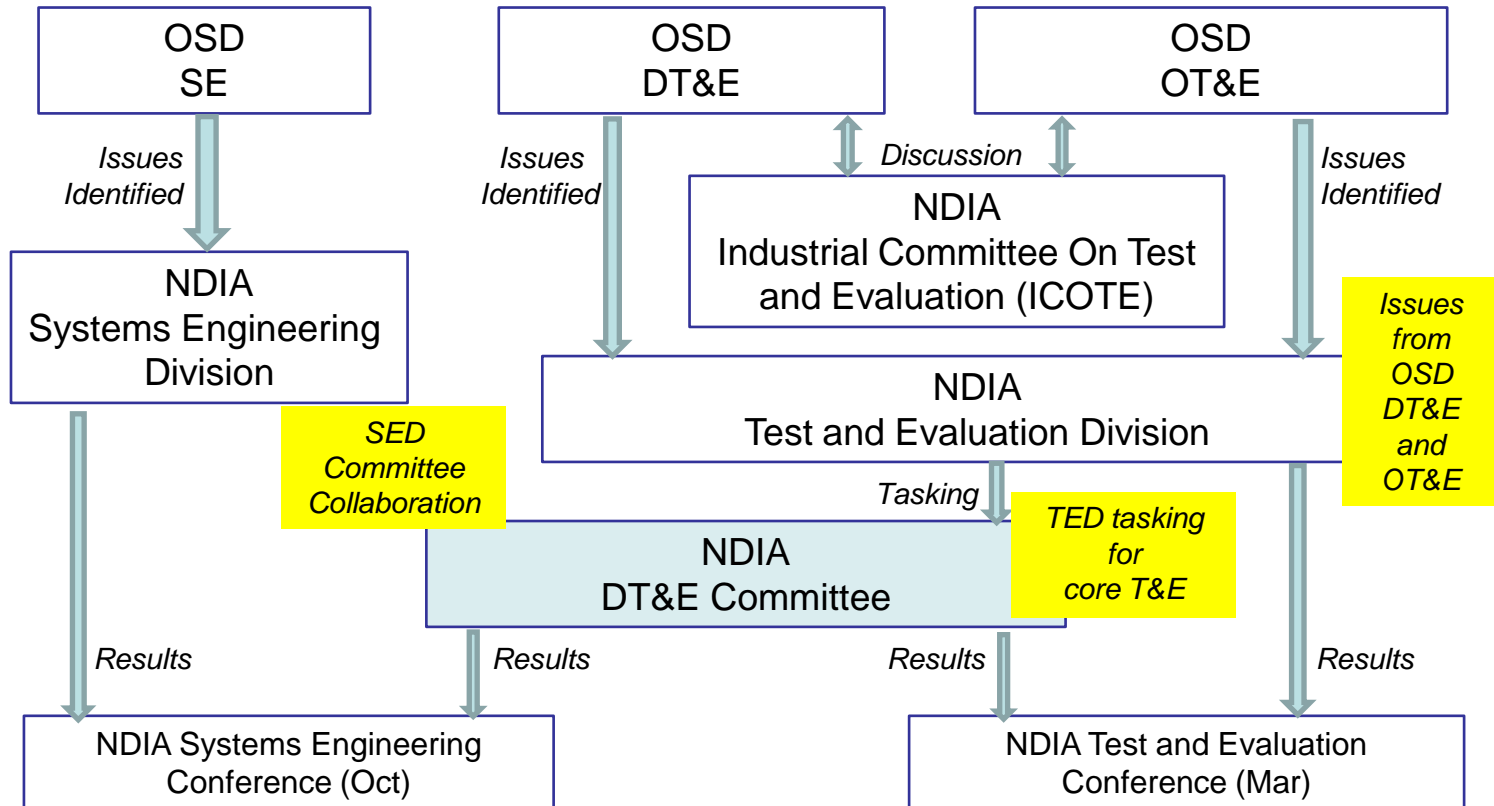 OSD
SE
OSD
DT&E
OSD
OT&E
Issues
Identified
Issues
Identified
Discussion
Issues
Identified
NDIA
Industrial Committee On Test
and Evaluation (ICOTE)
NDIA
Systems Engineering
Division
Issues
from
OSD
DT&E
and
OT&E
NDIA
Test and Evaluation Division
SED
Committee
Collaboration
Tasking
TED tasking
for
core T&E
NDIA
DT&E Committee
Results
Results
Results
Results
NDIA Systems Engineering
Conference (Oct)
NDIA Test and Evaluation
Conference (Mar)